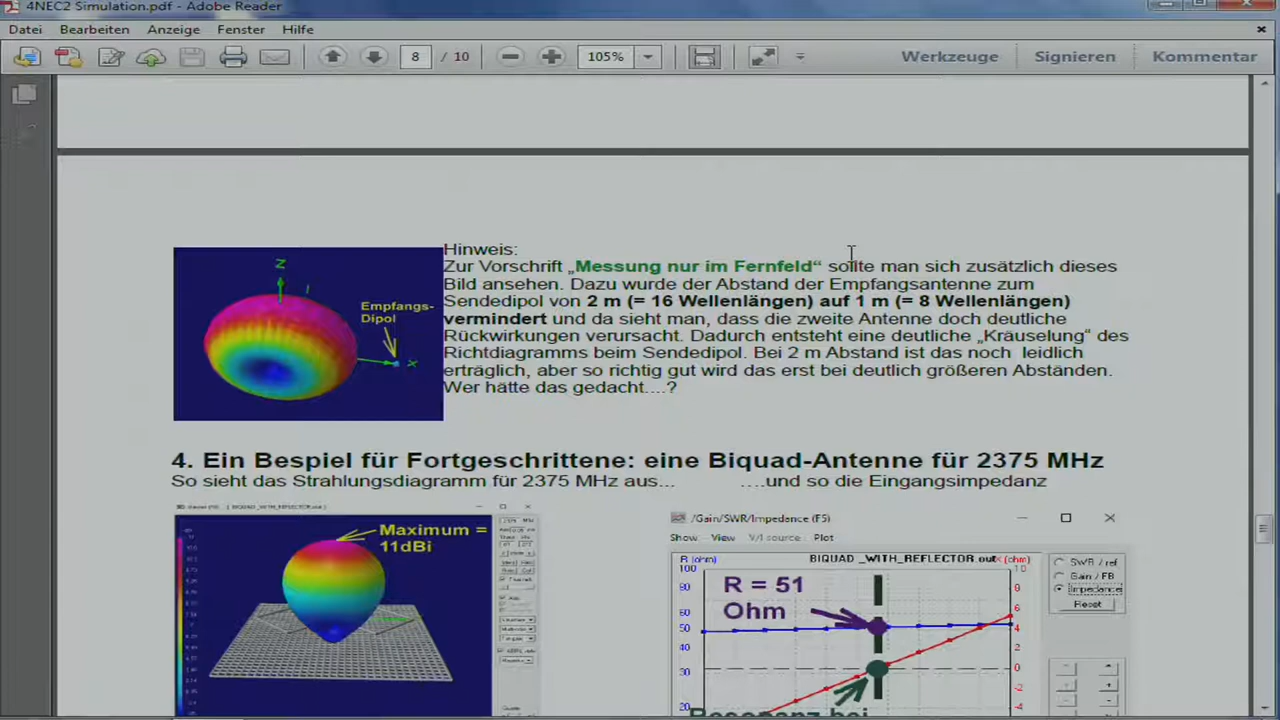 4NEC2 Simulation.pdf - Adobe Reader
Datei Bearbeiten Anzeige Fenster Hilfe
8 / 10 105% Werkzeuge Signieren Kommentar
Z
Empfangs-
Dipol
X
Hinweis:
Zur Vorschrift „Messung nur im Fernfeld“ sollte man sich zusätzlich dieses
Bild ansehen. Dazu wurde der Abstand der Empfangsantenne zum
Sendedipol von 2 m (= 16 Wellenlängen) auf 1 m (= 8 Wellenlängen)
vermindert und da sieht man, dass die zweite Antenne doch deutliche
Rückwirkungen verursacht. Dadurch entsteht eine deutliche „Kräuselung“ des
Richtdiagramms beim Sendedipol. Bei 2 m Abstand ist das noch leidlich
erträglich, aber so richtig gut wird das erst bei deutlich größeren Abständen.
Wer hätte das gedacht....?
4. Ein Bespiel für Fortgeschrittene: eine Biquad-Antenne für 2375 MHz
So sieht das Strahlungsdiagramm für 2375 MHz aus... ....und so die Eingangsimpedanz
Maximum =
11dBi
/Gain/SWR/Impedance (F5)
Show View V/I source Plot
R (ohm) BIQUAD_WITH_REFLECTOR.out X (ohm)
SWR / ref
Gain / FB
Impedance
Reset
R = 51
Ohm
100
80
60
50
40
30
20
10
8
6
4
2
0
-2
-4
Resonanz bei